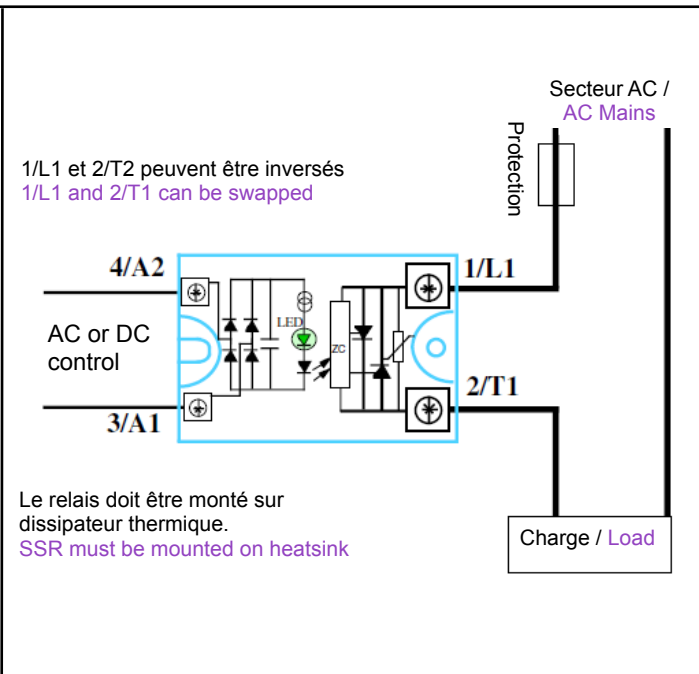 Secteur AC /
AC Mains
Protection
1/L1 et 2/T2 peuvent être inversés
1/L1 and 2/T1 can be swapped
4/A2
1/L1
LED
AC or DC
control
ZC
2/T1
3/A1
Le relais doit être monté sur
dissipateur thermique.
SSR must be mounted on heatsink
Charge / Load